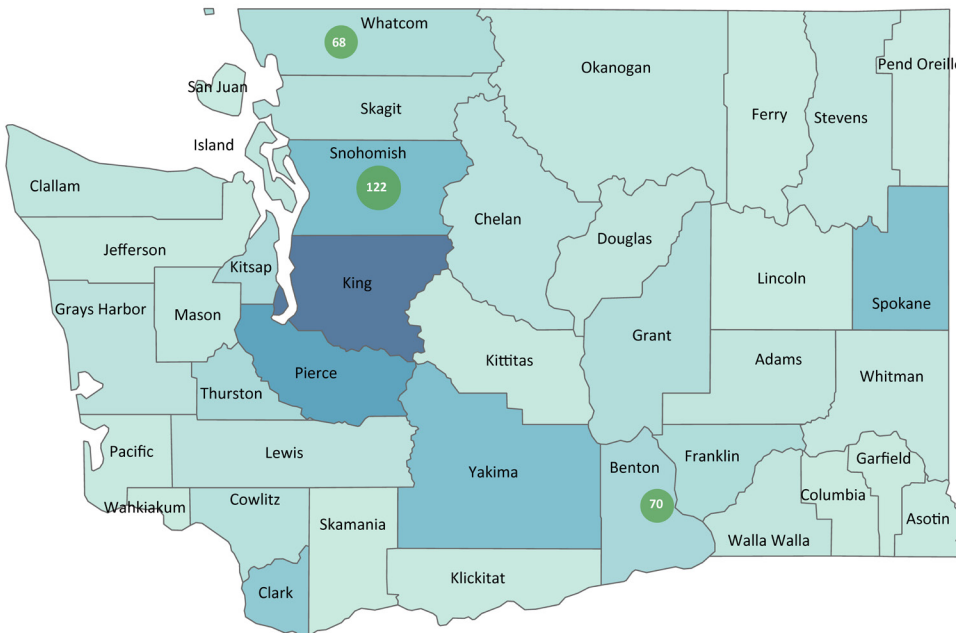 Whatcom
68
San Juan
Skagit
Okanogan
Ferry
Stevens
Pend Oreille
Island
Snohomish
122
Clallam
Chelan
Douglas
Jefferson
Kitsap
King
Lincoln
Spokane
Grays Harbor
Mason
Grant
Kittitas
Adams
Whitman
Pierce
Thurston
Pacific
Lewis
Yakima
Benton
70
Franklin
Garfield
Columbia
Wahkiakum
Cowlitz
Skamania
Walla Walla
Asotin
Clark
Klickitat